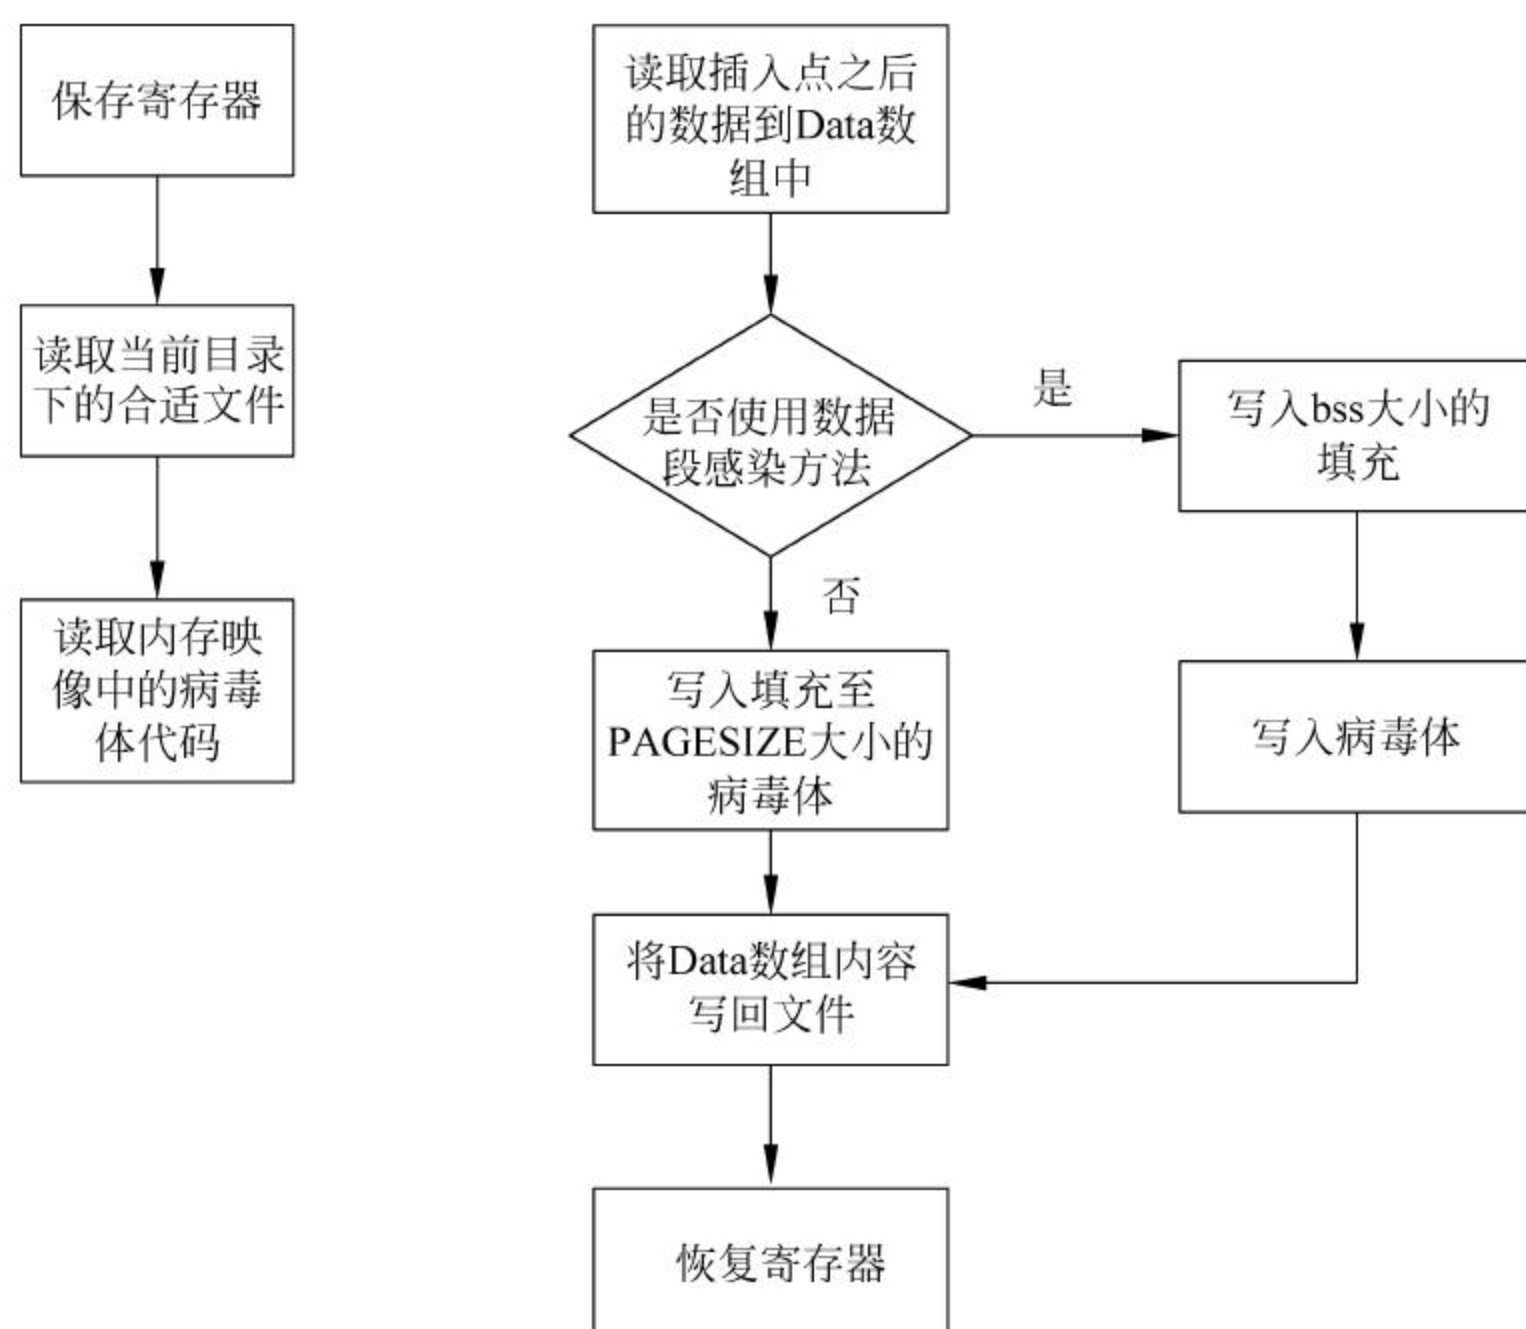 保存寄存器
读取当前目录
下的合适文件
读取内存映
像中的病毒
体代码
读取插入点之后
的数据到Data数
组中
是否使用数据
段感染方法
是
否
写入bss大小的
填充
写入填充至
PAGESIZE大小的
病毒体
写入病毒体
将Data数组内容
写回文件
恢复寄存器